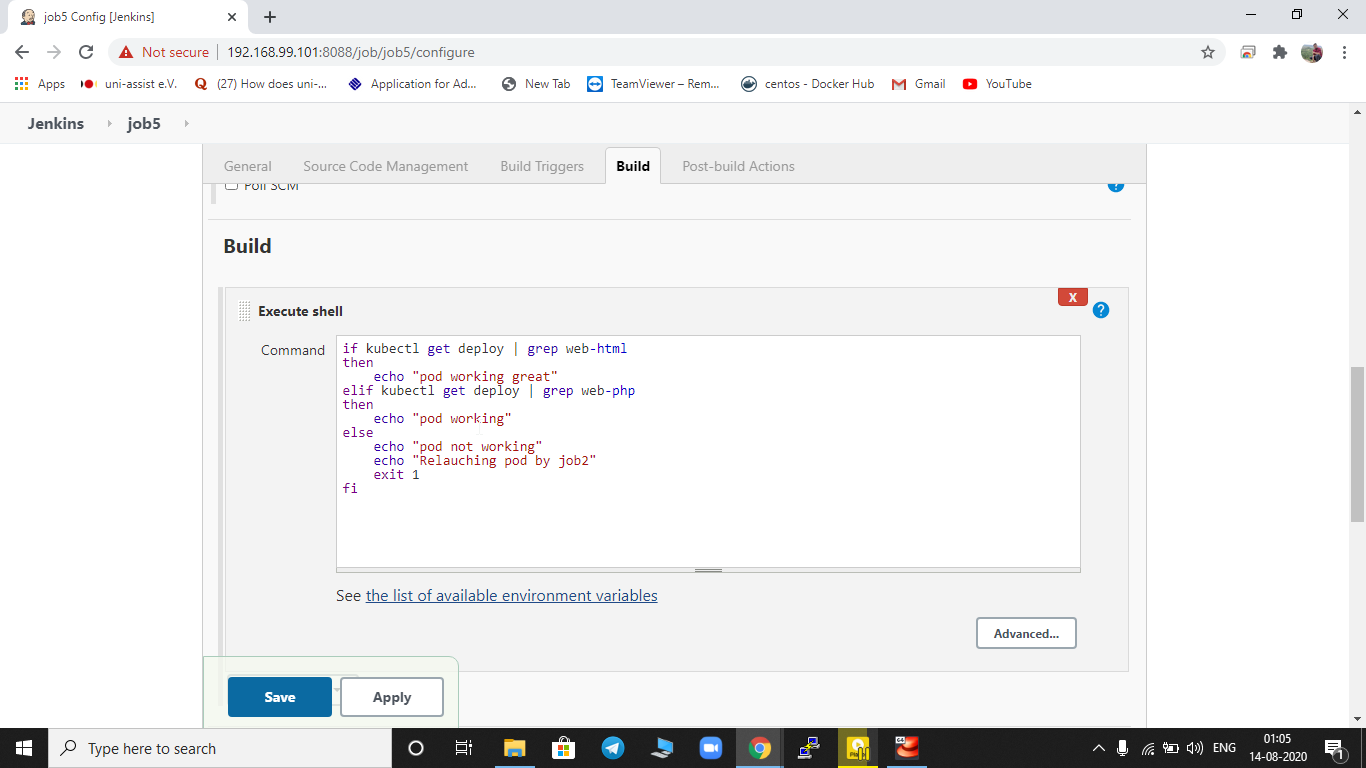 job5 Config [Jenkins]
Not secure 192.168.99.101:8088/job/job5/configure
Apps uni-assist e.V. (27) How does uni-... Application for Ad... New Tab TeamViewer – Rem... centos - Docker Hub Gmail YouTube
Jenkins job5
General Source Code Management Build Triggers Build Post-build Actions
Poll SCM
Build
Execute shell
X
?
Command
if kubectl get deploy | grep web-html
then
echo "pod working great"
elif kubectl get deploy | grep web-php
then
echo "pod working"
else
echo "pod not working"
echo "Relauching pod by job2"
exit 1
fi
See the list of available environment variables
Advanced...
Save Apply
Type here to search
ENG
01:05
14-08-2020
1